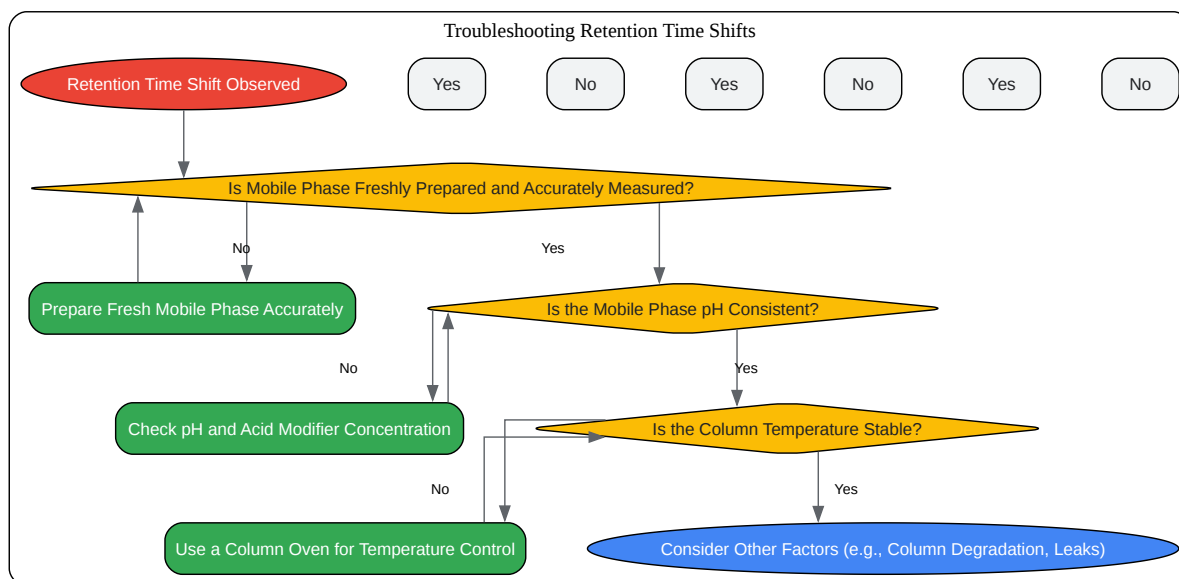 Troubleshooting Retention Time Shifts
Retention Time Shift Observed
Yes
No
Yes
No
Yes
No
Is Mobile Phase Freshly Prepared and Accurately Measured?
No
Yes
Prepare Fresh Mobile Phase Accurately
Is the Mobile Phase pH Consistent?
No
Yes
Check pH and Acid Modifier Concentration
Is the Column Temperature Stable?
No
Yes
Use a Column Oven for Temperature Control
Consider Other Factors (e.g., Column Degradation, Leaks)